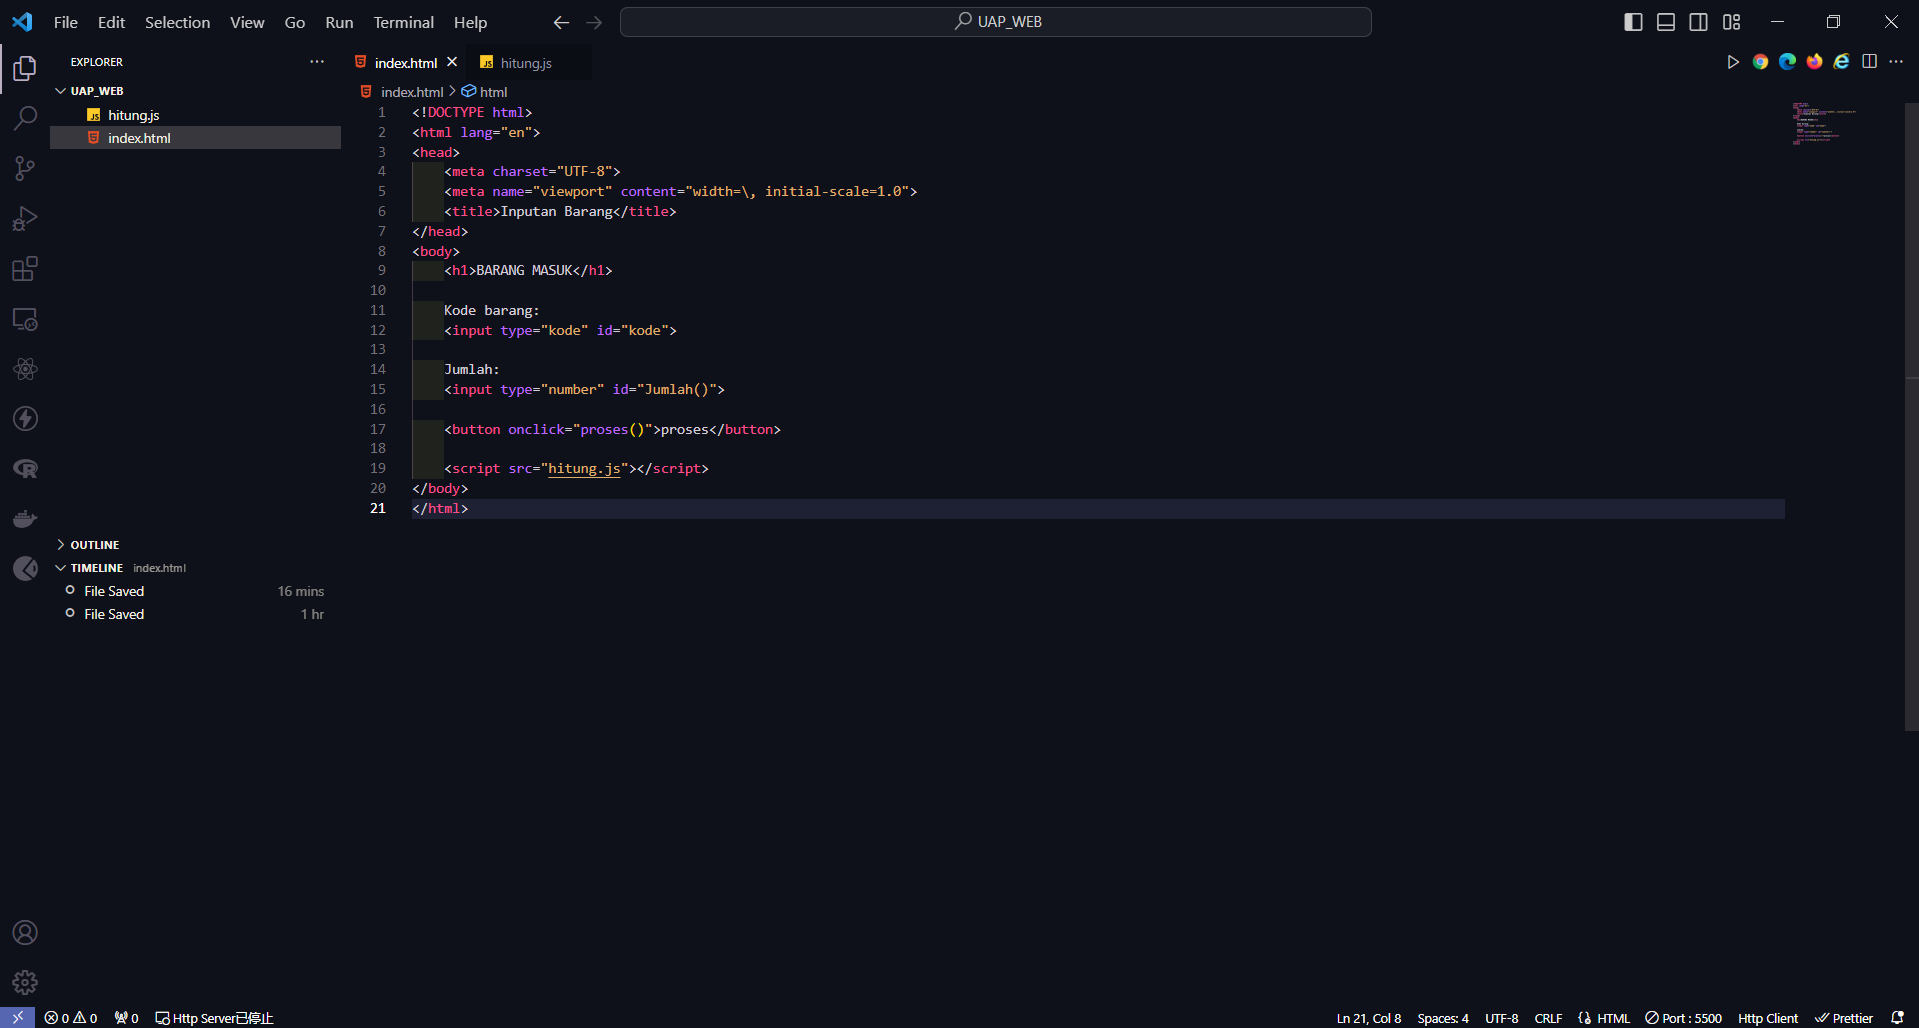 File Edit Selection View Go Run Terminal Help
UAP_WEB
EXPLORER
UAP_WEB
hitung.js
index.html
OUTLINE
TIMELINE index.html
File Saved 16 mins
File Saved 1 hr
index.html hitung.js
index.html > html
1 <!DOCTYPE html>
2 <html lang="en">
3 <head>
4 <meta charset="UTF-8">
5 <meta name="viewport" content="width=\, initial-scale=1.0">
6 <title>Inputan Barang</title>
7 </head>
8 <body>
9 <h1>BARANG MASUK</h1>
10
11 Kode barang:
12 <input type="kode" id="kode">
13
14 Jumlah:
15 <input type="number" id="Jumlah()">
16
17 <button onclick="proses()">proses</button>
18
19 <script src="hitung.js"></script>
20 </body>
21 </html>
0 0 0 Http Server已停止 Ln 21, Col 8 Spaces: 4 UTF-8 CRLF HTML Port : 5500 Http Client Prettier